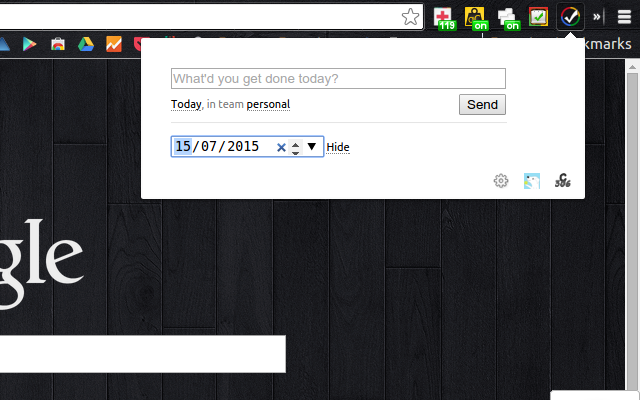 119
on
on
»
kmarks
What'd you get done today?
Today, in team personal
Send
15/07/2015
Hide
306
gle